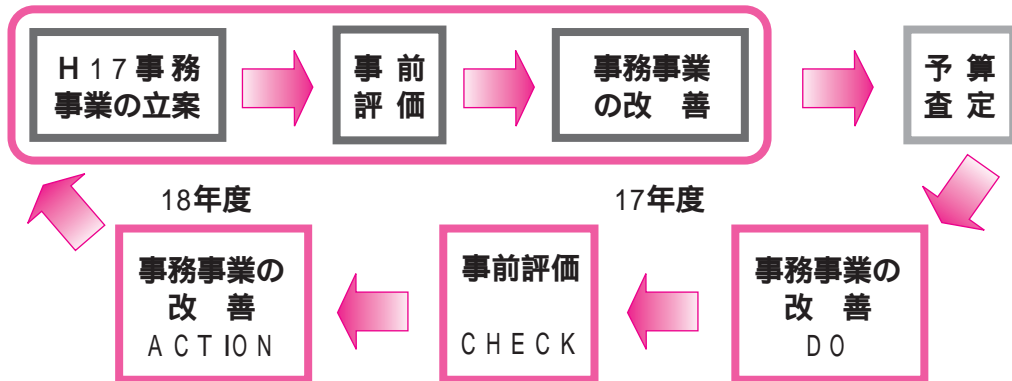 H17事務
事業の立案
事前
評価
事務事業
の改善
予算
査定
18年度
17年度
事務事業の
改善
ACTION
事前評価
CHECK
事務事業の
改善
DO